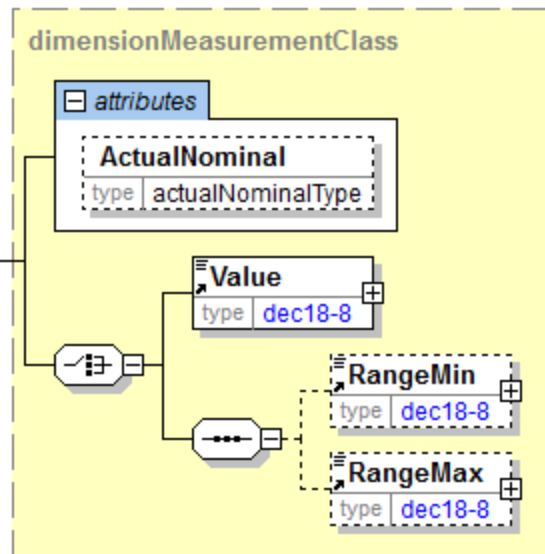 dimensionMeasurementClass
attributes
ActualNominal
type actualNominalType
Value
type dec18-8
RangeMin
type dec18-8
RangeMax
type dec18-8